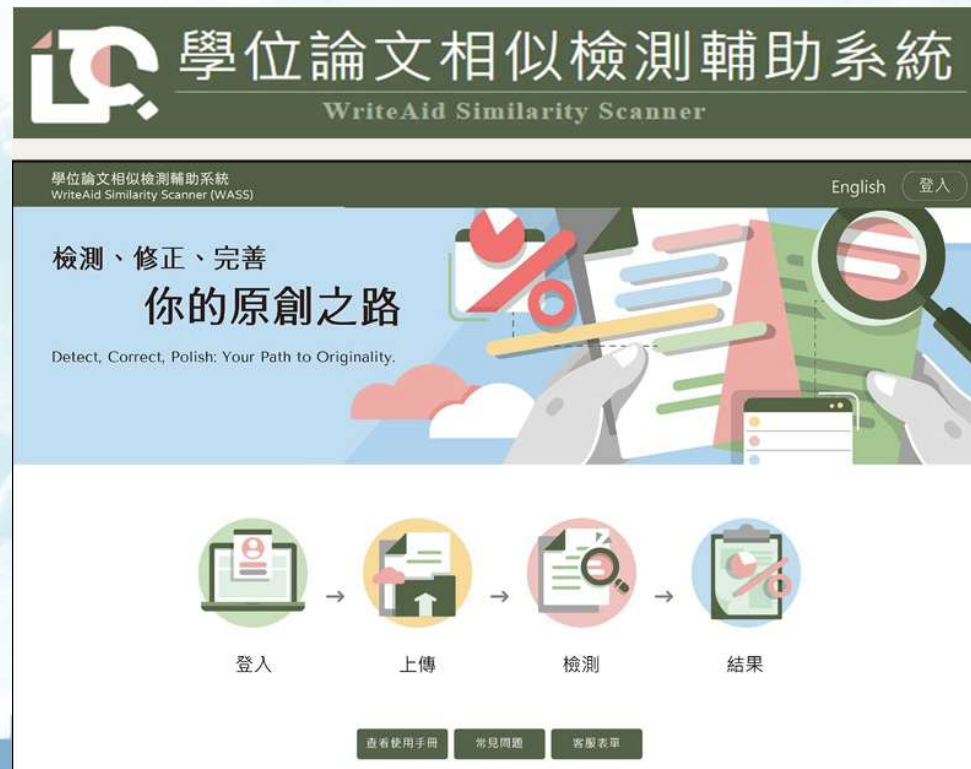 學位論文相似檢測輔助系統
WriteAid Similarity Scanner
學位論文相似檢測輔助系統
WriteAid Similarity Scanner (WASS)
English
登入
檢測、修正、完善
你的原創之路
Detect, Correct, Polish: Your Path to Originality.
登入
上傳
檢測
結果
查看使用手冊
常見問題
客服表單